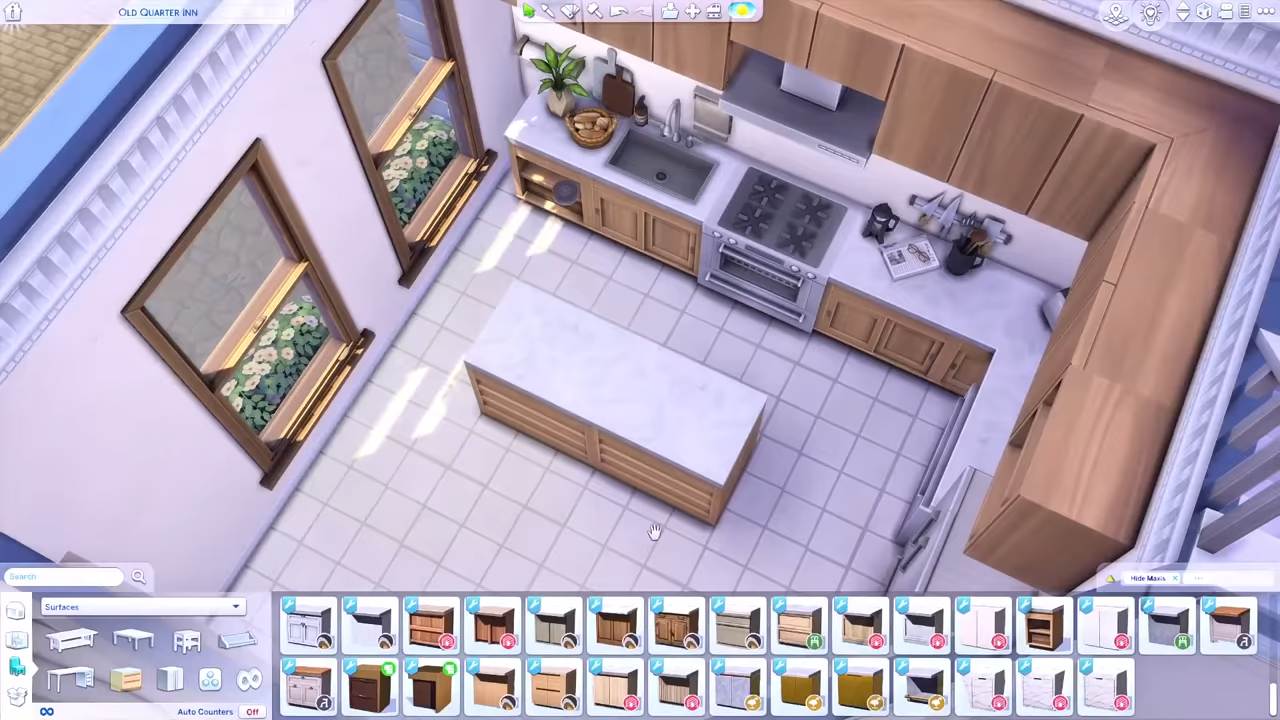 Old Quarter Inn
Search
Hide Maxis
Surfaces
Auto Counters Off